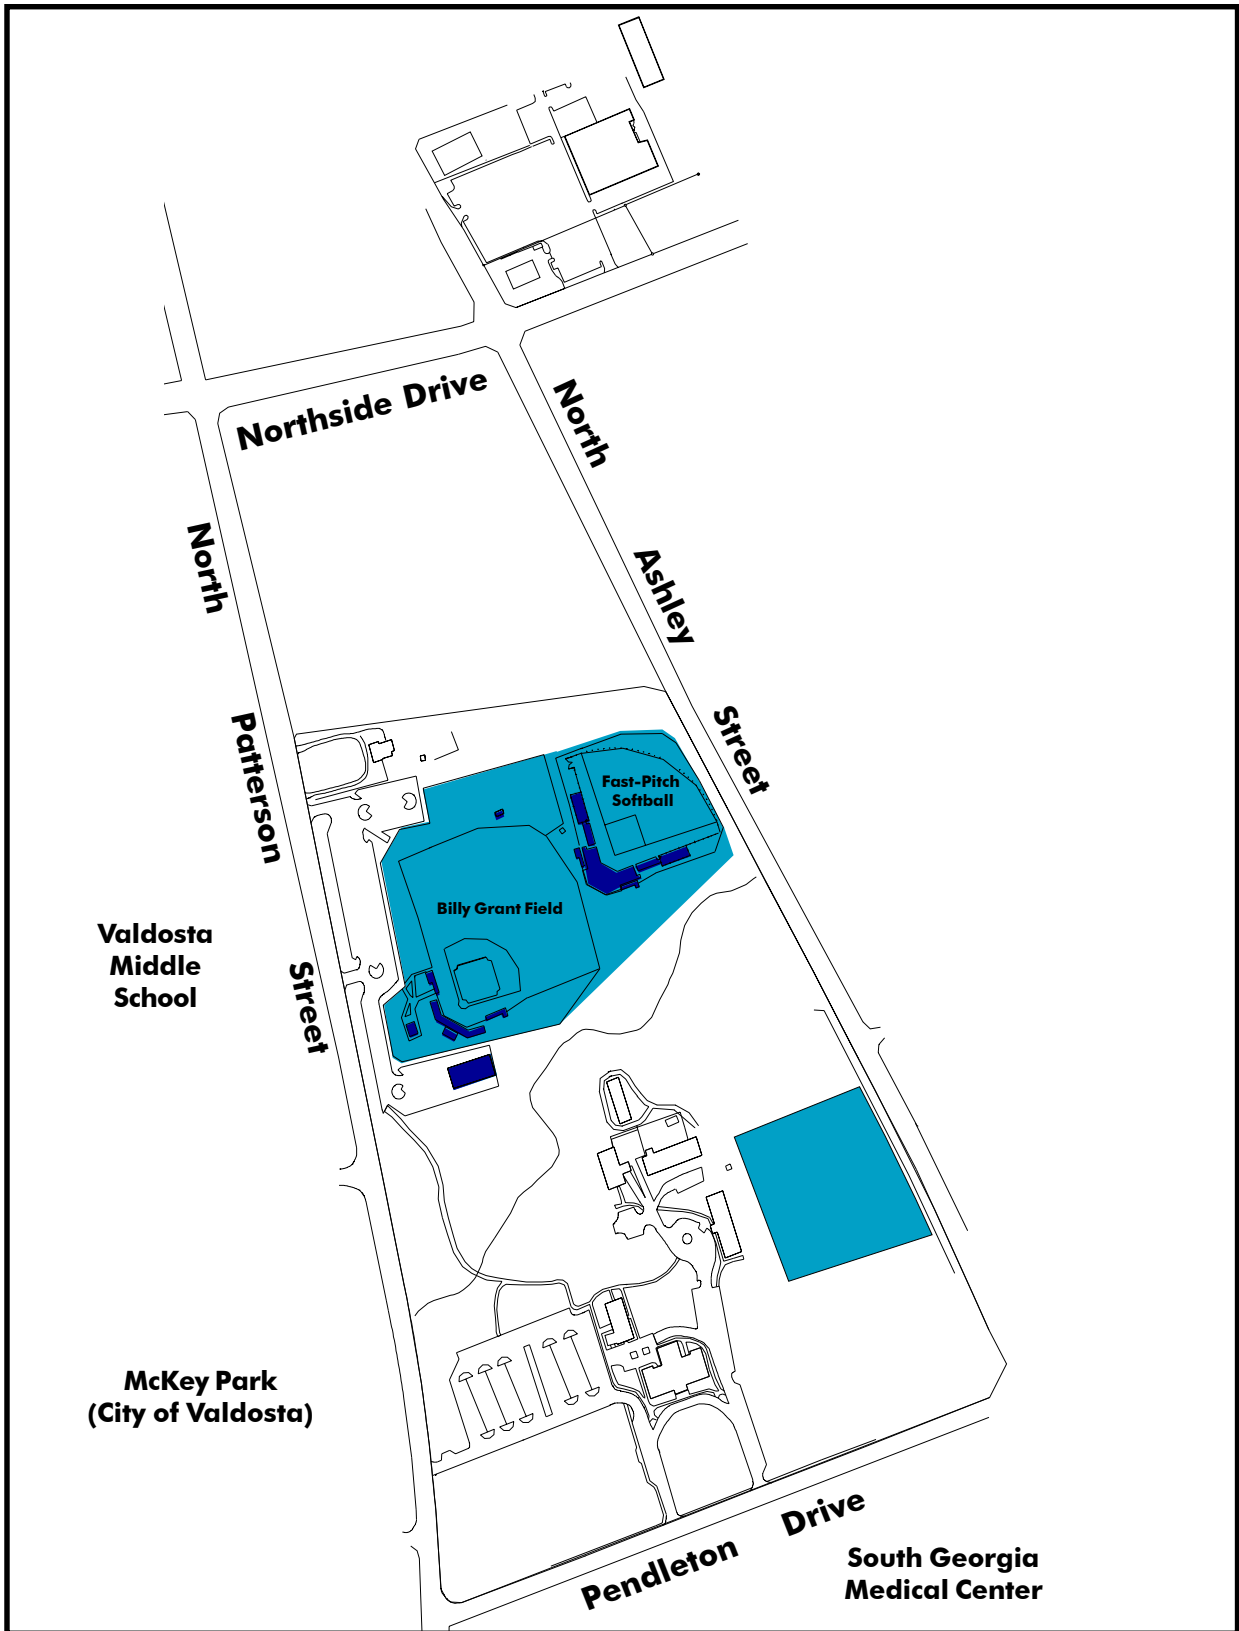 Northside Drive
North
Ashley
Street
North
Patterson
Street
Fast-Pitch
Softball
Billy Grant Field
Valdosta
Middle
School
McKey Park
(City of Valdosta)
Pendleton Drive
South Georgia
Medical Center